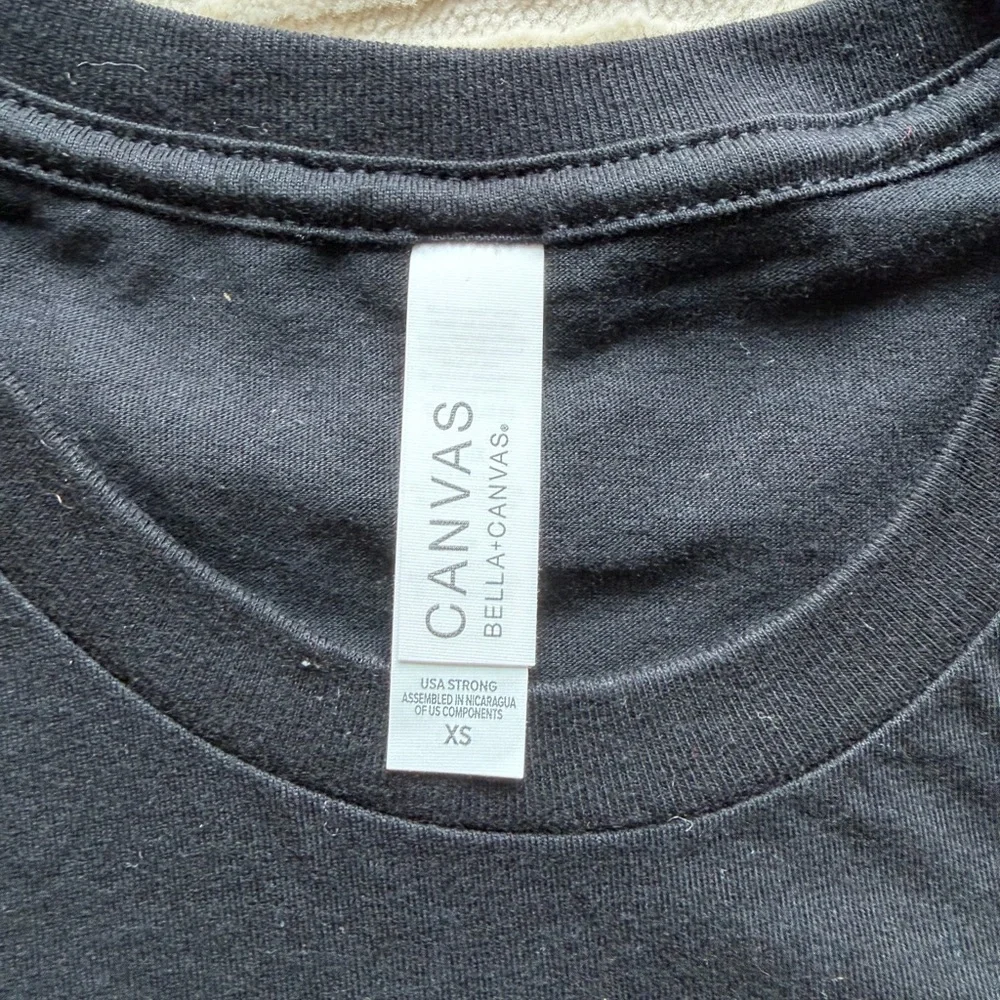 CANVAS
BELLA+CANVAS®
USA STRONG
ASSEMBLED IN NICARAGUA
OF US COMPONENTS
XS